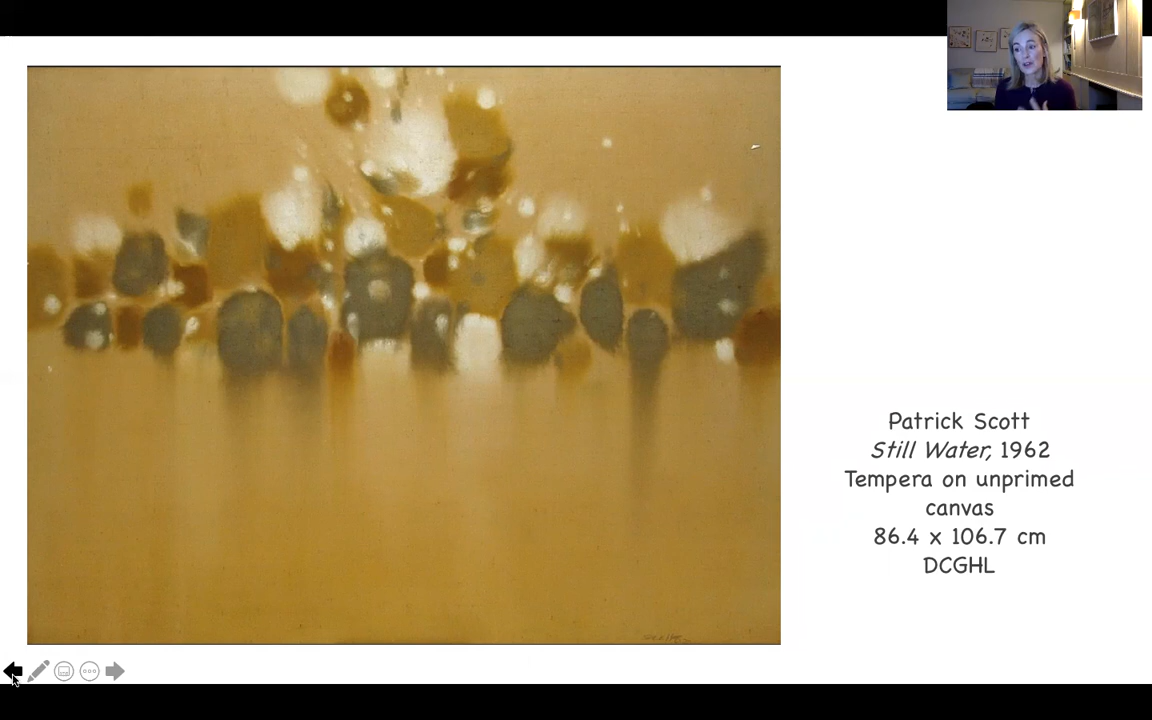 Patrick Scott
Still Water, 1962
Tempera on unprimed
canvas
86.4 x 106.7 cm
DCGHL